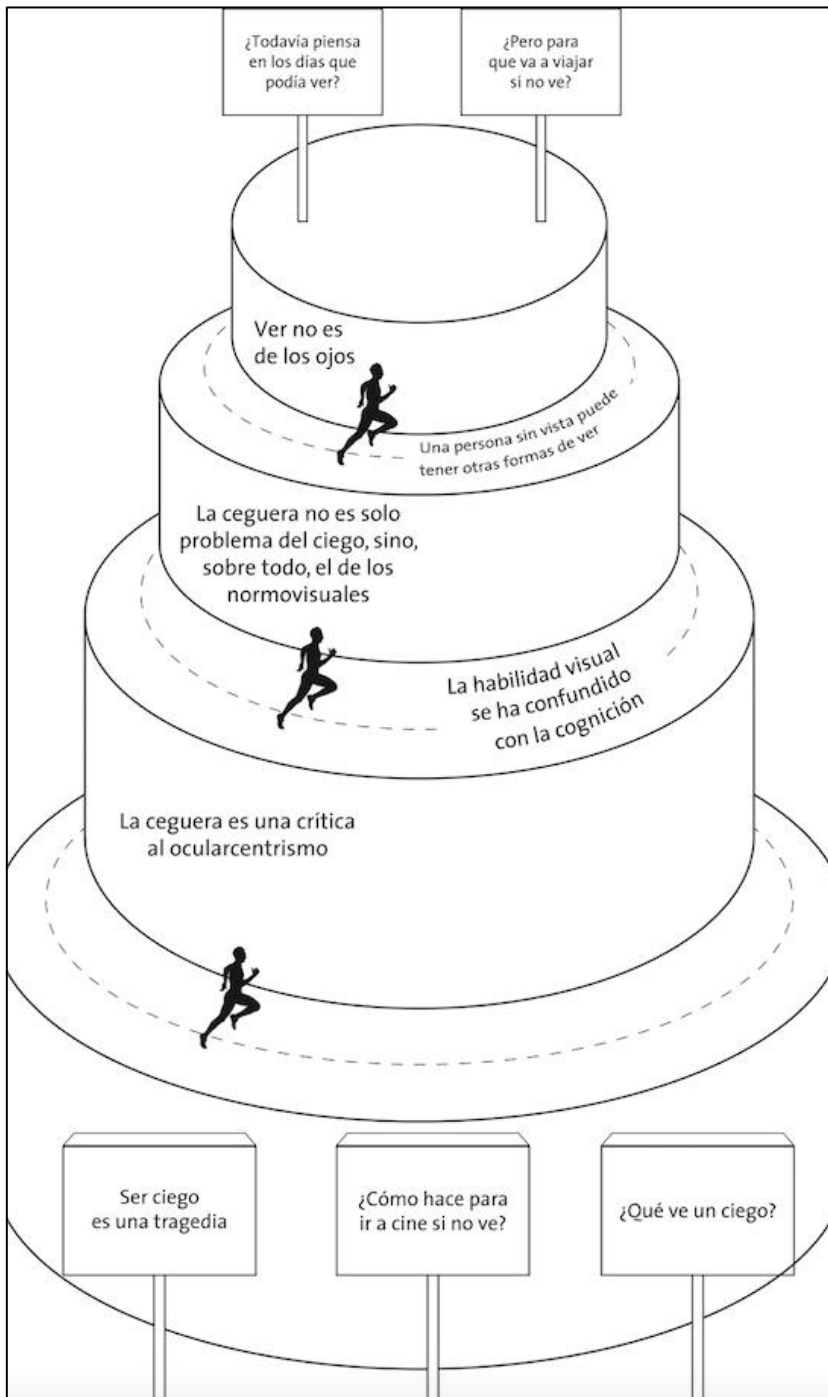 ¿Todavía piensa
en los días que
podía ver?
¿Pero para
que va a viajar
si no ve?
Ver no es
de los ojos
Una persona sin vista puede
tener otras formas de ver
La ceguera no es solo
problema del ciego, sino,
sobre todo, el de los
normovisuales
La habilidad visual
se ha confundido
con la cognición
La ceguera es una crítica
al ocularcentrismo
Ser ciego
es una tragedia
¿Cómo hace para
ir a cine si no ve?
¿Qué ve un ciego?